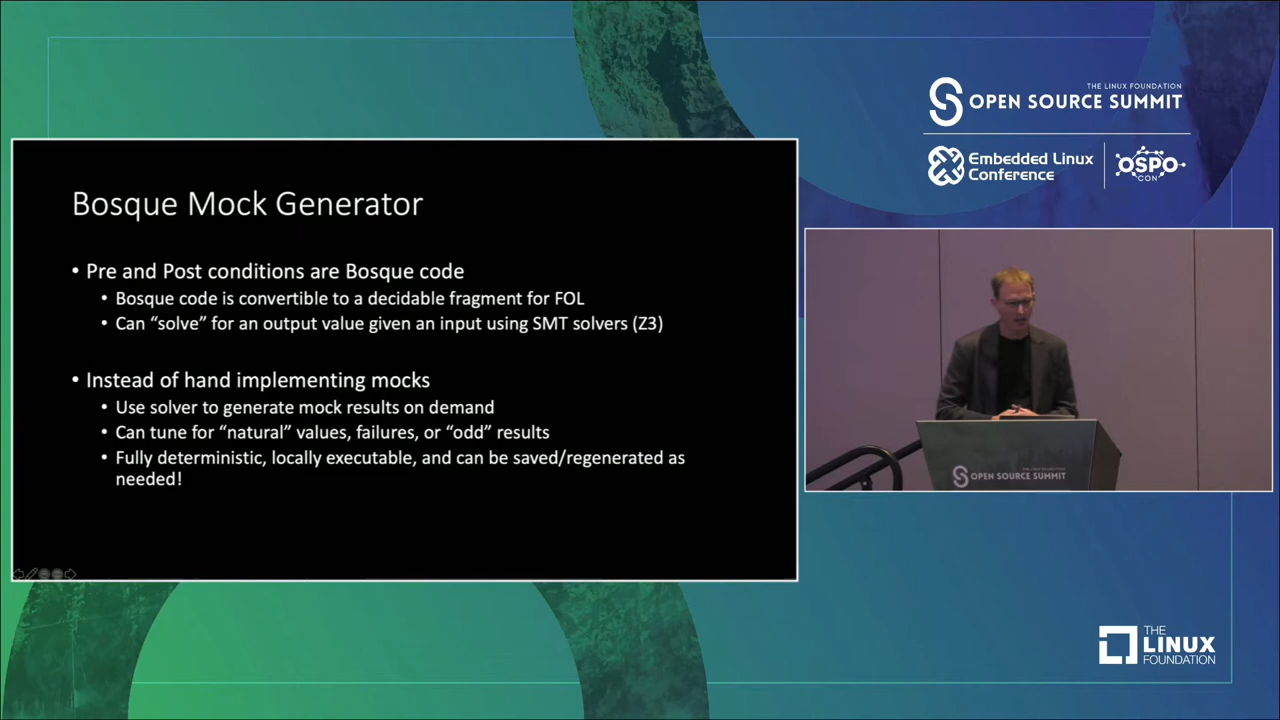 THE LINUX FOUNDATION
OPEN SOURCE SUMMIT
Embedded Linux
Conference
OSPO
CON
Bosque Mock Generator
• Pre and Post conditions are Bosque code
• Bosque code is convertible to a decidable fragment for FOL
• Can “solve” for an output value given an input using SMT solvers (Z3)
• Instead of hand implementing mocks
• Use solver to generate mock results on demand
• Can tune for “natural” values, failures, or “odd” results
• Fully deterministic, locally executable, and can be saved/regenerated as
needed!
OPEN SOURCE SUMMIT
THE
LINUX
FOUNDATION